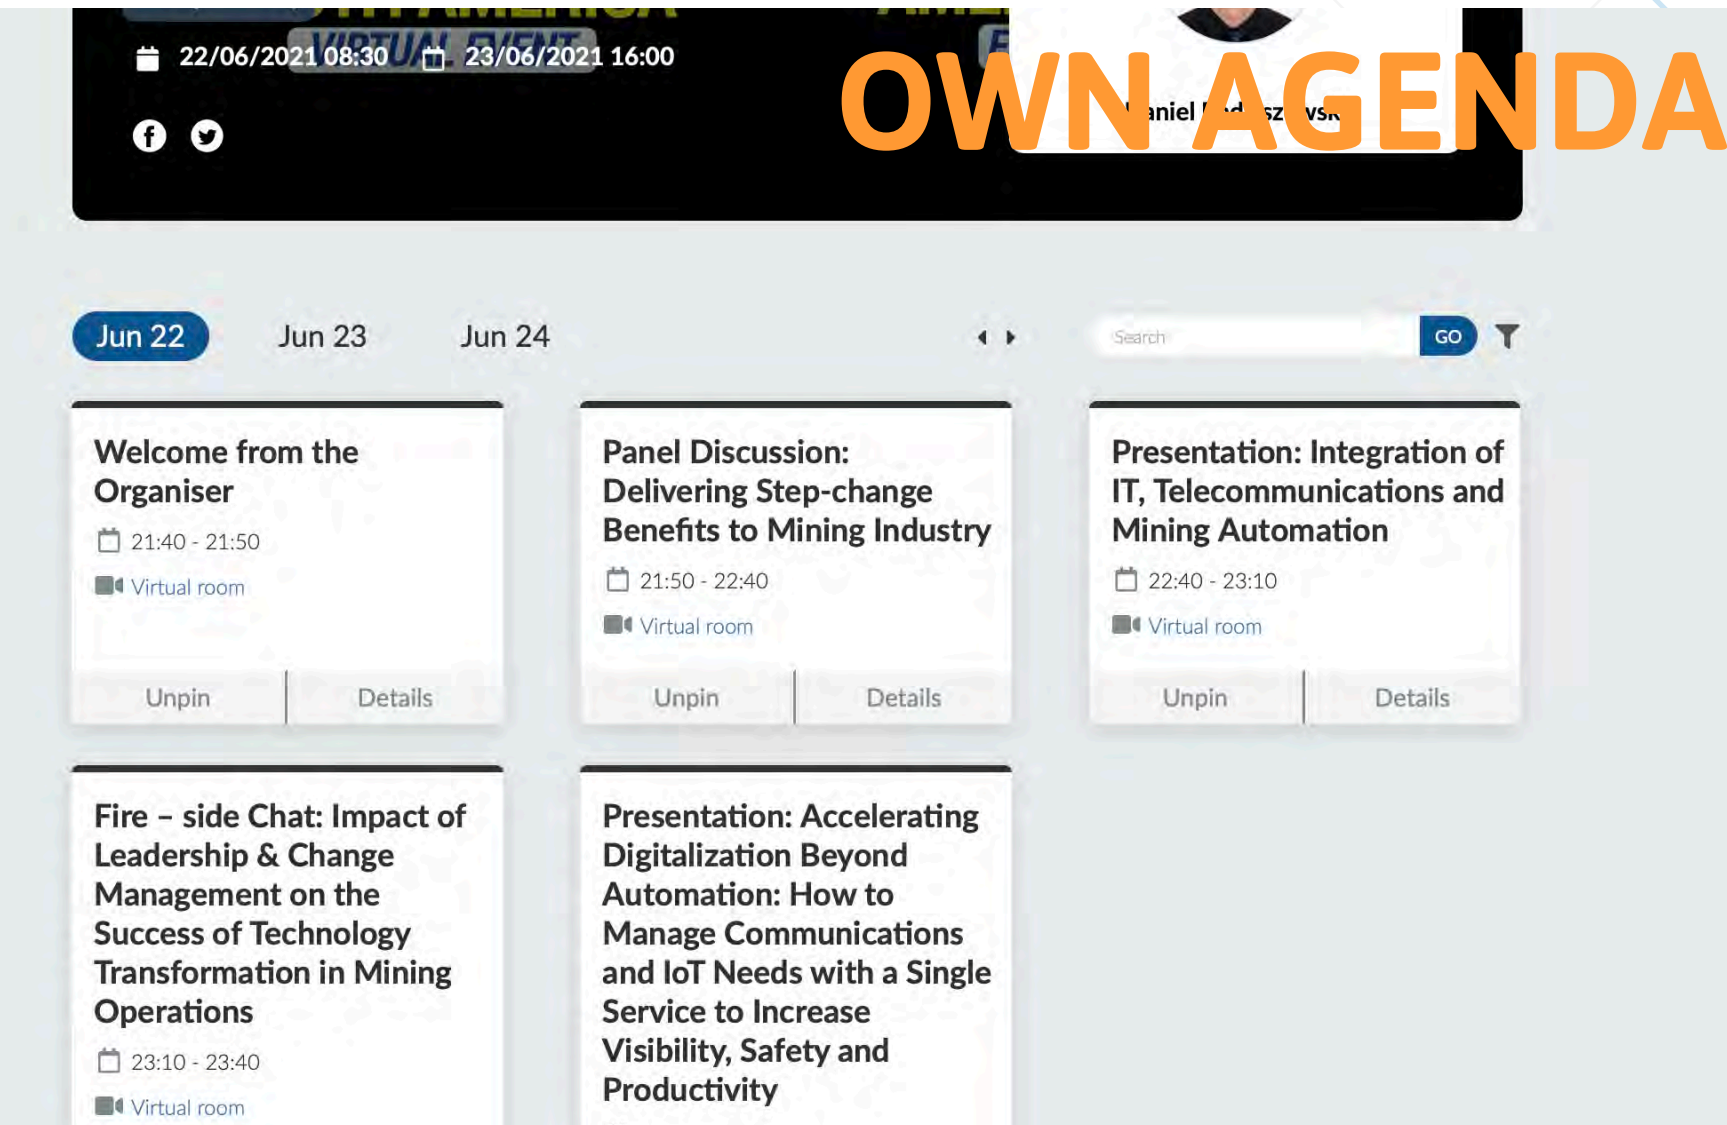 VIRTUAL EVENT
22/06/2021 08:30 23/06/2021 16:00
OWN AGENDA
Jun 22 Jun 23 Jun 24
Search GO
Welcome from the
Organiser
21:40 - 21:50
Virtual room
Unpin Details
Panel Discussion:
Delivering Step-change
Benefits to Mining Industry
21:50 - 22:40
Virtual room
Unpin Details
Presentation: Integration of
IT, Telecommunications and
Mining Automation
22:40 - 23:10
Virtual room
Unpin Details
Fire – side Chat: Impact of
Leadership & Change
Management on the
Success of Technology
Transformation in Mining
Operations
23:10 - 23:40
Virtual room
Presentation: Accelerating
Digitalization Beyond
Automation: How to
Manage Communications
and IoT Needs with a Single
Service to Increase
Visibility, Safety and
Productivity